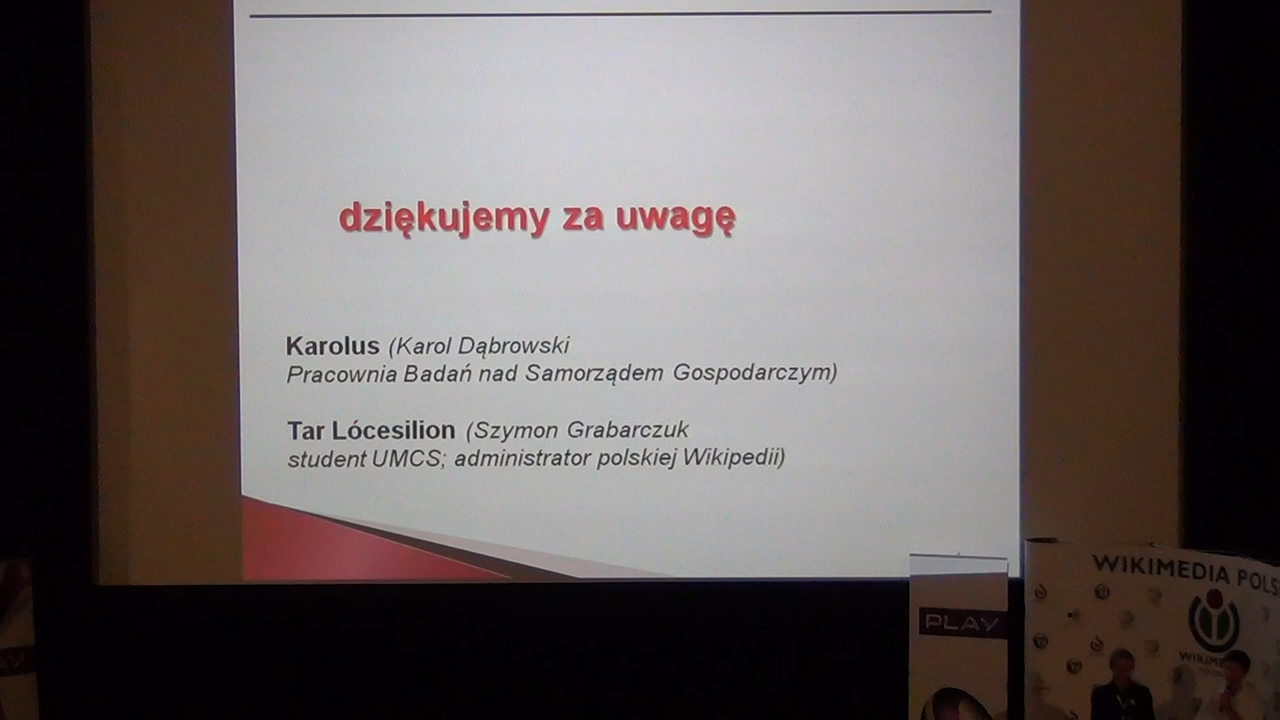 dziękujemy za uwagę
Karolus (Karol Dąbrowski
Pracownia Badań nad Samorządem Gospodarczym)
Tar Lócesilion (Szymon Grabarczuk
student UMCS; administrator polskiej Wikipedii)
PLAY
WIKIMEDIA POLS